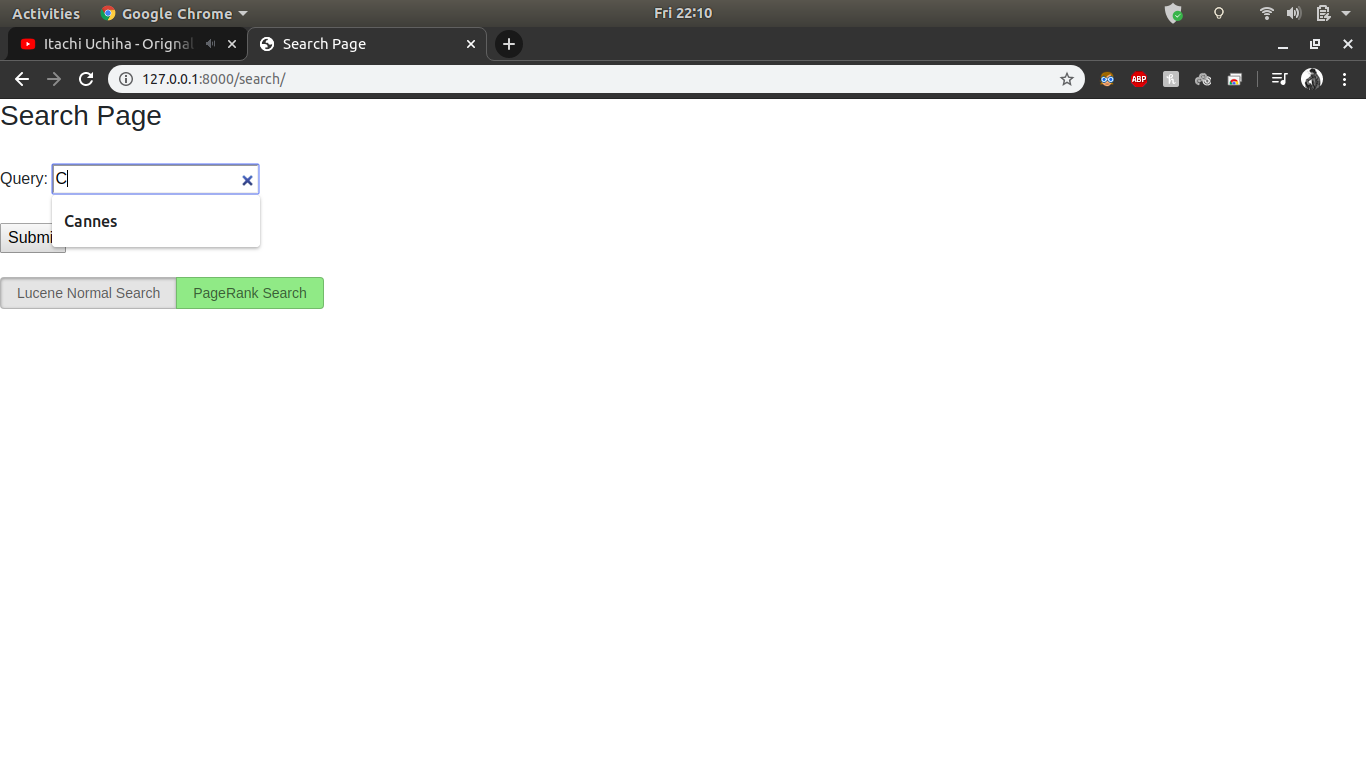 Activities Google Chrome Fri 22:10
Itachi Uchiha - Orignal Search Page
127.0.0.1:8000/search/ ABP
Search Page
Query: C
Cannes
Submi
Lucene Normal Search PageRank Search